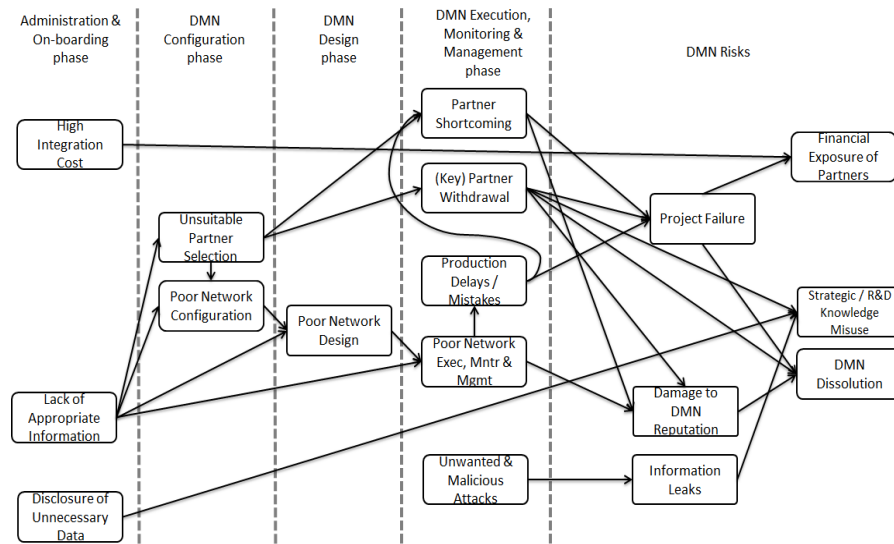 Administration &
On-boarding
phase
DMN
Configuration
phase
DMN
Design
phase
DMN Execution,
Monitoring &
Management
phase
DMN Risks
High
Integration
Cost
Partner
Shortcoming
Financial
Exposure of
Partners
(Key) Partner
Withdrawal
Unsuitable
Partner
Selection
Project Failure
Production
Delays /
Mistakes
Poor Network
Configuration
Strategic / R&D
Knowledge
Misuse
Poor Network
Design
Poor Network
Exec, Mntr &
Mgmt
DMN
Dissolution
Lack of
Appropriate
Information
Damage to
DMN
Reputation
Unwanted &
Malicious
Attacks
Information
Leaks
Disclosure of
Unnecessary
Data